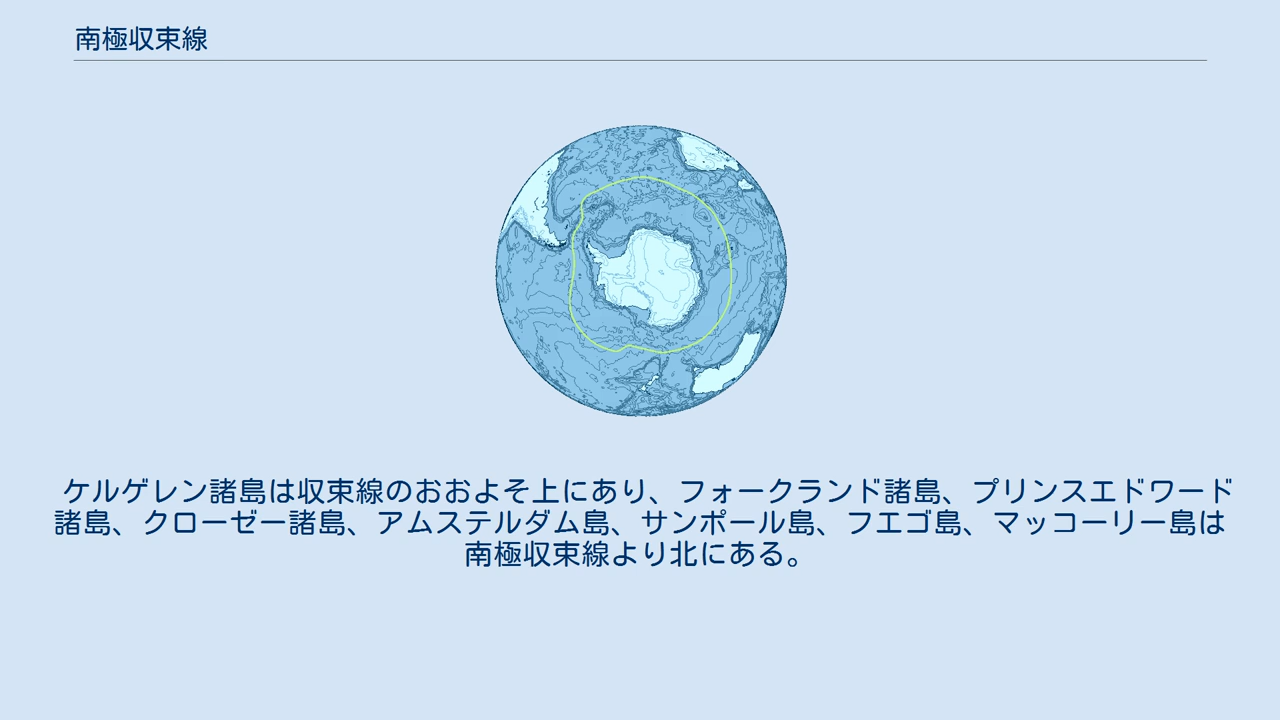 南極収束線
ケルゲレン諸島は収束線のおおよそ上にあり、フォークランド諸島、プリンスエドワード
諸島、クローゼー諸島、アムステルダム島、サンポール島、フエゴ島、マッコーリー島は
南極収束線より北にある。